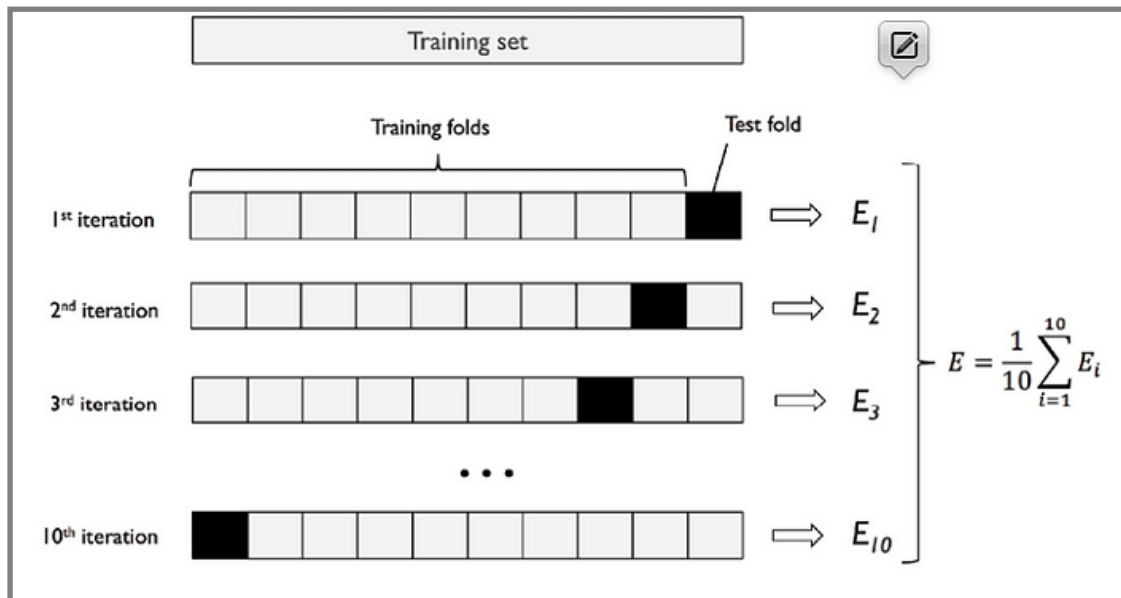 Training set
Training folds
Test fold
1st iteration
E1
2nd iteration
E2
3rd iteration
E3
E = 1/10 ∑ i=1 10 Ei
• • •
10th iteration
E10